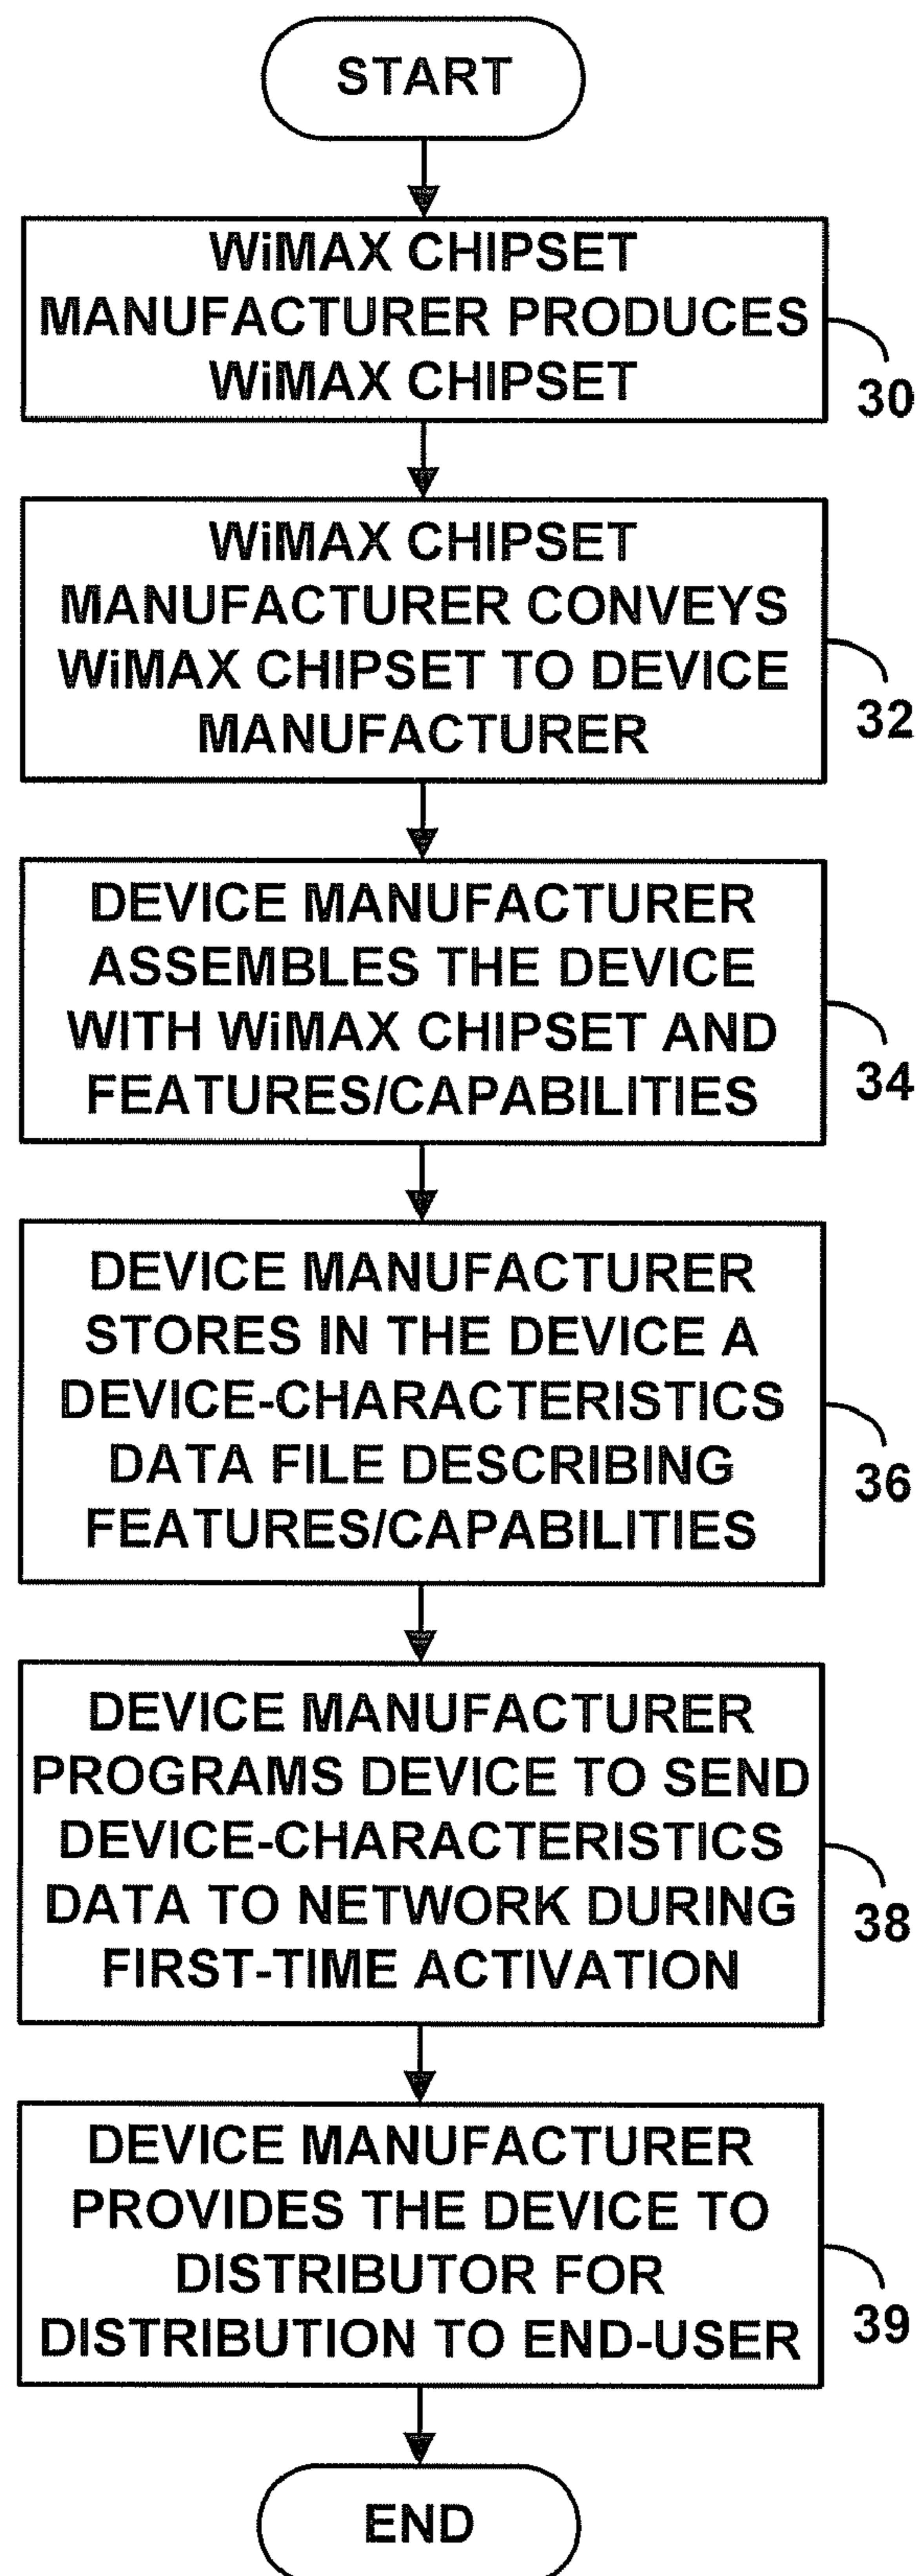 START
WiMAX CHIPSET
MANUFACTURER PRODUCES
WiMAX CHIPSET
30
WiMAX CHIPSET
MANUFACTURER CONVEYS
WiMAX CHIPSET TO DEVICE
MANUFACTURER
32
DEVICE MANUFACTURER
ASSEMBLES THE DEVICE
WITH WiMAX CHIPSET AND
FEATURES/CAPABILITIES
34
DEVICE MANUFACTURER
STORES IN THE DEVICE A
DEVICE-CHARACTERISTICS
DATA FILE DESCRIBING
FEATURES/CAPABILITIES
36
DEVICE MANUFACTURER
PROGRAMS DEVICE TO SEND
DEVICE-CHARACTERISTICS
DATA TO NETWORK DURING
FIRST-TIME ACTIVATION
38
DEVICE MANUFACTURER
PROVIDES THE DEVICE TO
DISTRIBUTOR FOR
DISTRIBUTION TO END-USER
39
END